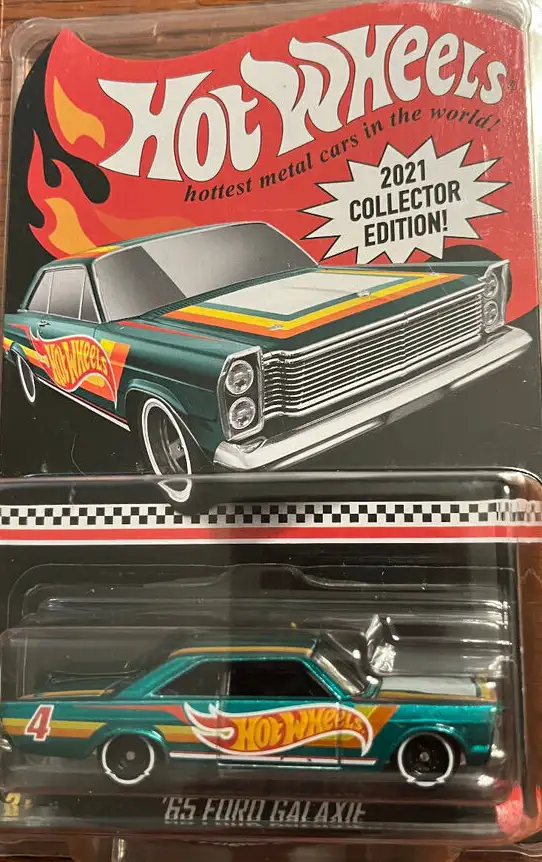 Hot Wheels®
hottest metal cars in the world!
2021
COLLECTOR
EDITION!
HOT WHEELS
4
HOT WHEELS
'65 FORD GALAXIE